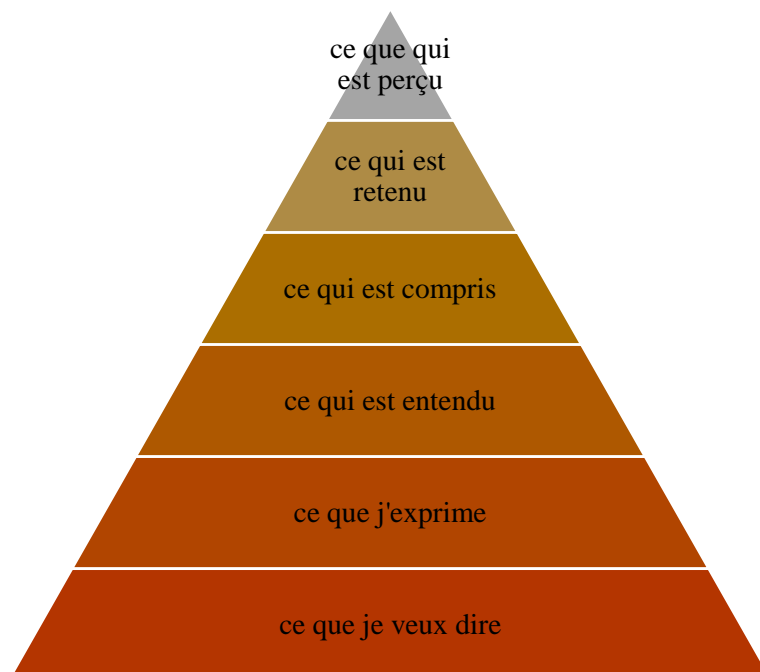 ce que qui
est perçu
ce qui est
retenu
ce qui est compris
ce qui est entendu
ce que j'exprime
ce que je veux dire